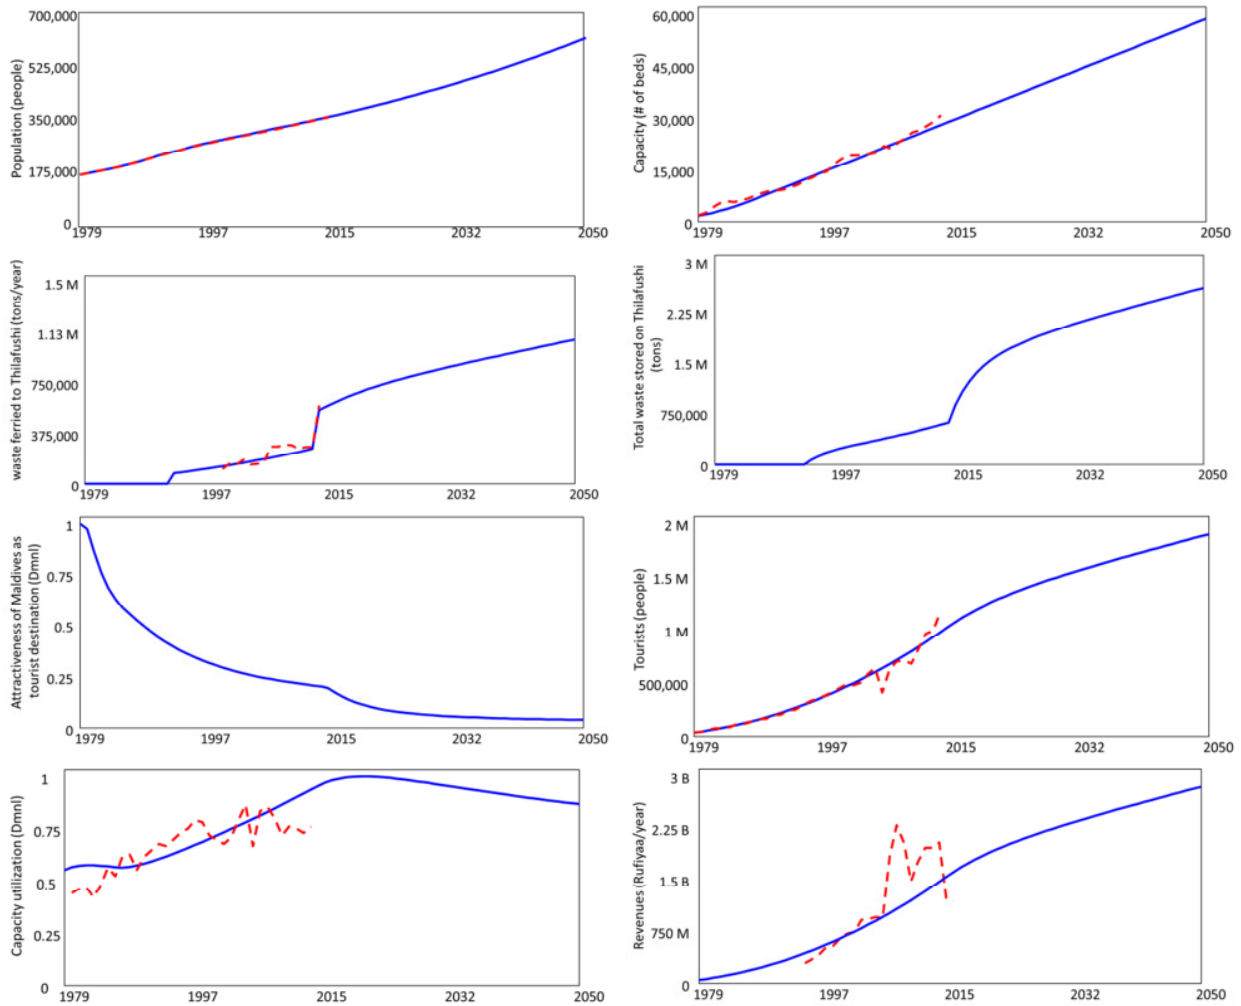 Population (people)
700,000
525,000
350,000
175,000
0
1979 1997 2015 2032 2050
Capacity (# of beds)
60,000
45,000
30,000
15,000
0
1979 1997 2015 2032 2050
waste ferried to Thilafushi (tons/year)
1.5 M
1.13 M
750,000
375,000
0
1979 1997 2015 2032 2050
Total waste stored on Thilafushi
(tons)
3 M
2.25 M
1.5 M
750,000
0
1979 1997 2015 2032 2050
Attractiveness of Maldives as
tourist destination (Dmnl)
1
0.75
0.5
0.25
0
1979 1997 2015 2032 2050
Tourists (people)
2 M
1.5 M
1 M
500,000
0
1979 1997 2015 2032 2050
Capacity utilization (Dmnl)
1
0.75
0.5
0.25
0
1979 1997 2015 2032 2050
Revenues (Rufiyaa/year)
3 B
2.25 B
1.5 B
750 M
0
1979 1997 2015 2032 2050